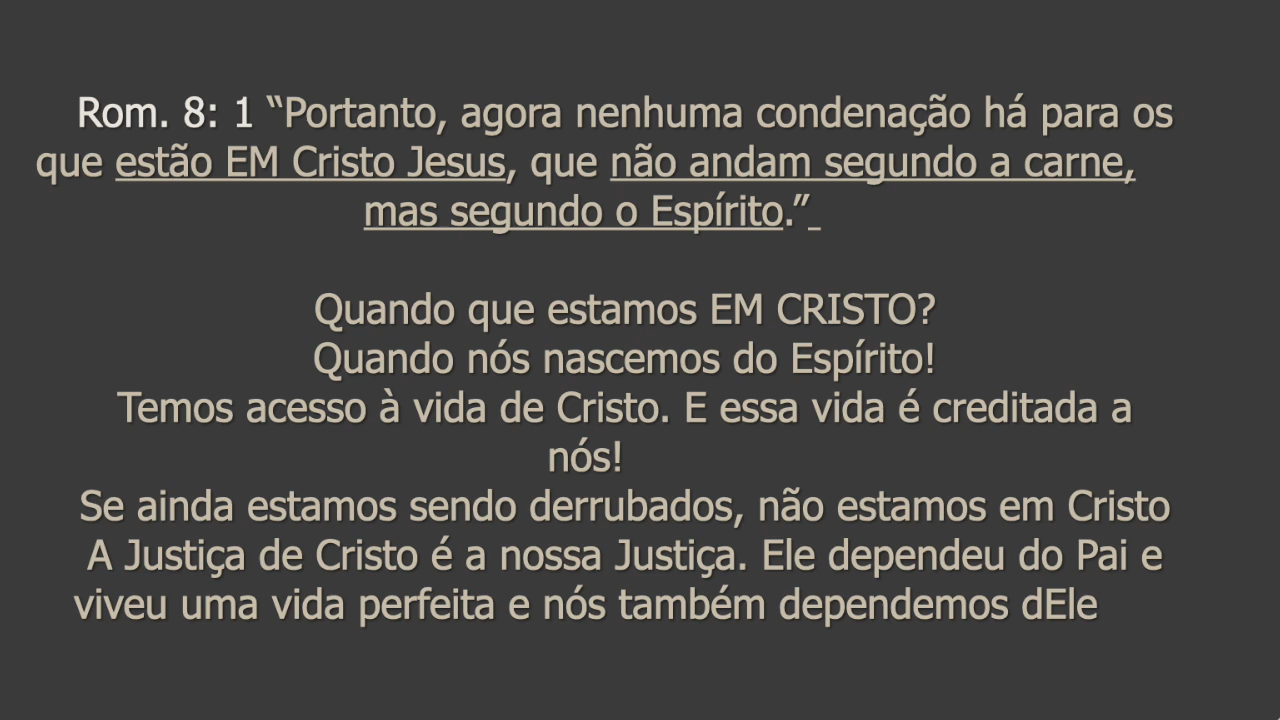 Rom. 8: 1 “Portanto, agora nenhuma condenação há para os
que estão EM Cristo Jesus, que não andam segundo a carne,
mas segundo o Espírito.”
Quando que estamos EM CRISTO?
Quando nós nascemos do Espírito!
Temos acesso à vida de Cristo. E essa vida é creditada a
nós!
Se ainda estamos sendo derrubados, não estamos em Cristo
A Justiça de Cristo é a nossa Justiça. Ele dependeu do Pai e
viveu uma vida perfeita e nós também dependemos dEle